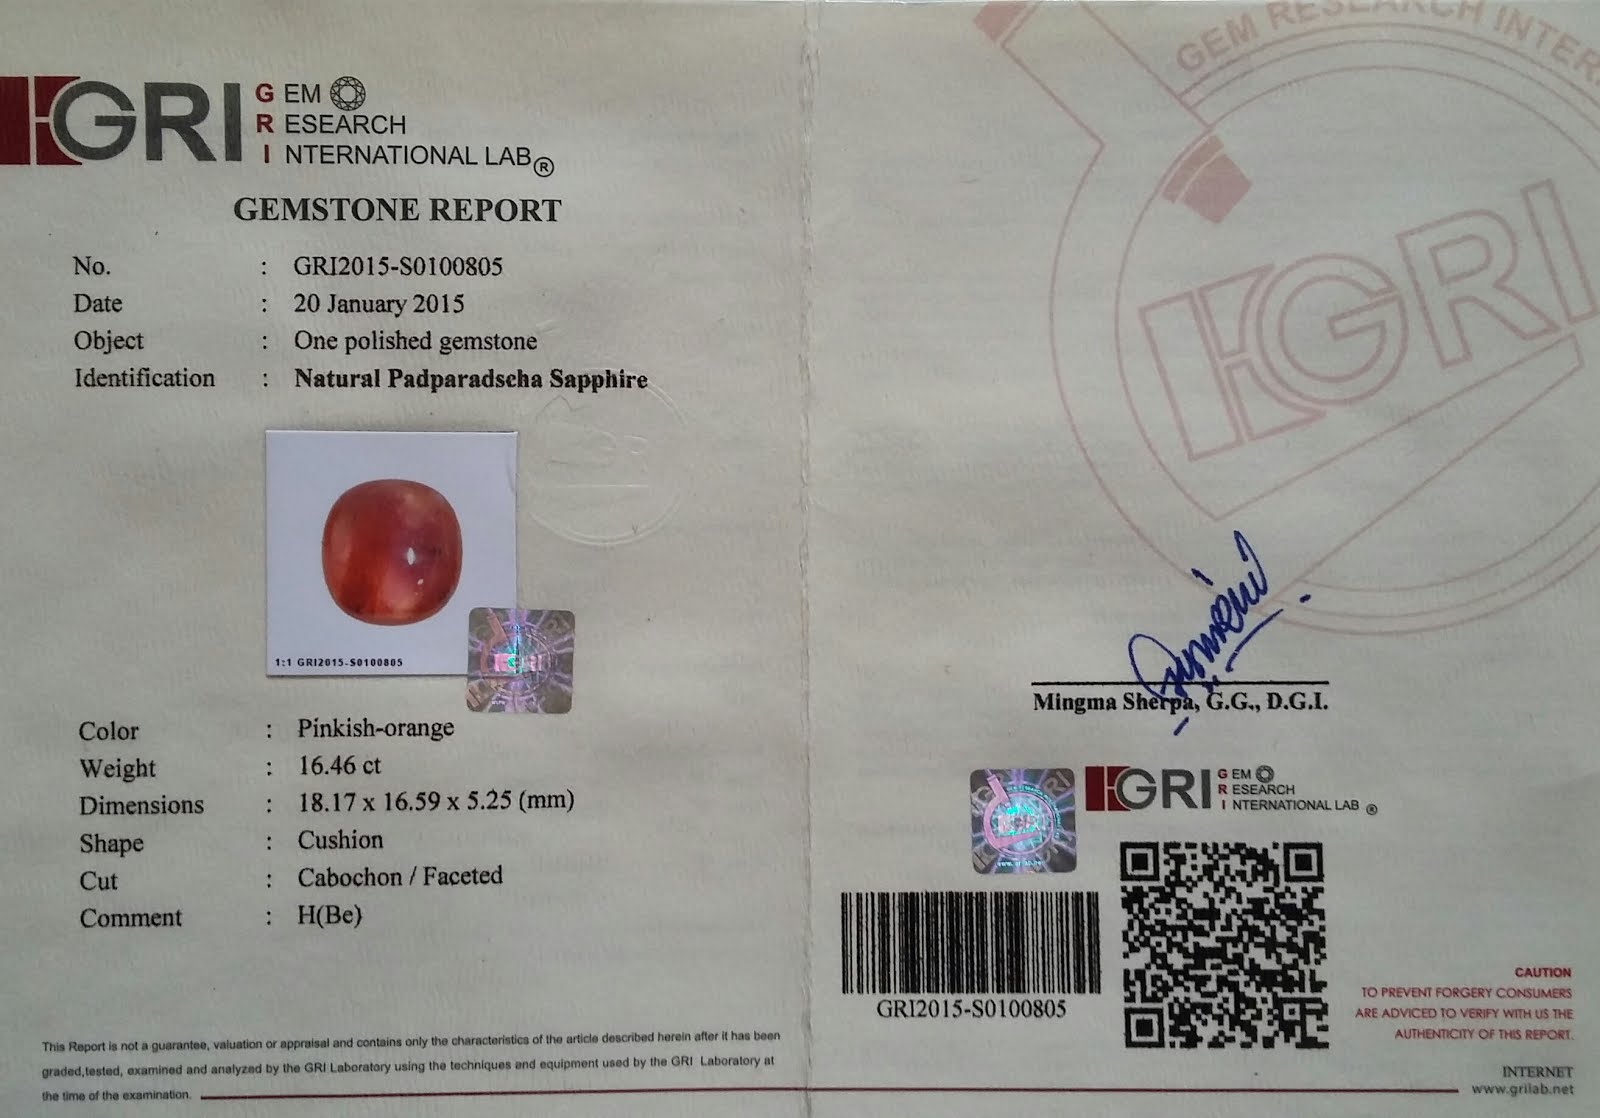 GRI GEM
RESEARCH
INTERNATIONAL LAB®
GEMSTONE REPORT
No. : GRI2015-S0100805
Date : 20 January 2015
Object : One polished gemstone
Identification : Natural Padparadscha Sapphire
1:1 GRI2015-S0100805
GRI
Color : Pinkish-orange
Weight : 16.46 ct
Dimensions : 18.17 x 16.59 x 5.25 (mm)
Shape : Cushion
Cut : Cabochon / Faceted
Comment : H(Be)
This Report is not a guarantee, valuation or appraisal and contains only the characteristics of the article described herein after it has been
graded,tested, examined and analyzed by the GRI Laboratory using the techniques and equipment used by the GRI Laboratory at
the time of the examination.
GEM RESEARCH INTER
GRI
Mingma Sherpa, G.G., D.G.I.
GRI GEM
RESEARCH
INTERNATIONAL LAB ®
GRI2015-S0100805
CAUTION
TO PREVENT FORGERY CONSUMERS
ARE ADVICED TO VERIFY WITH US THE
AUTHENTICITY OF THIS REPORT.
INTERNET
www.grilab.net